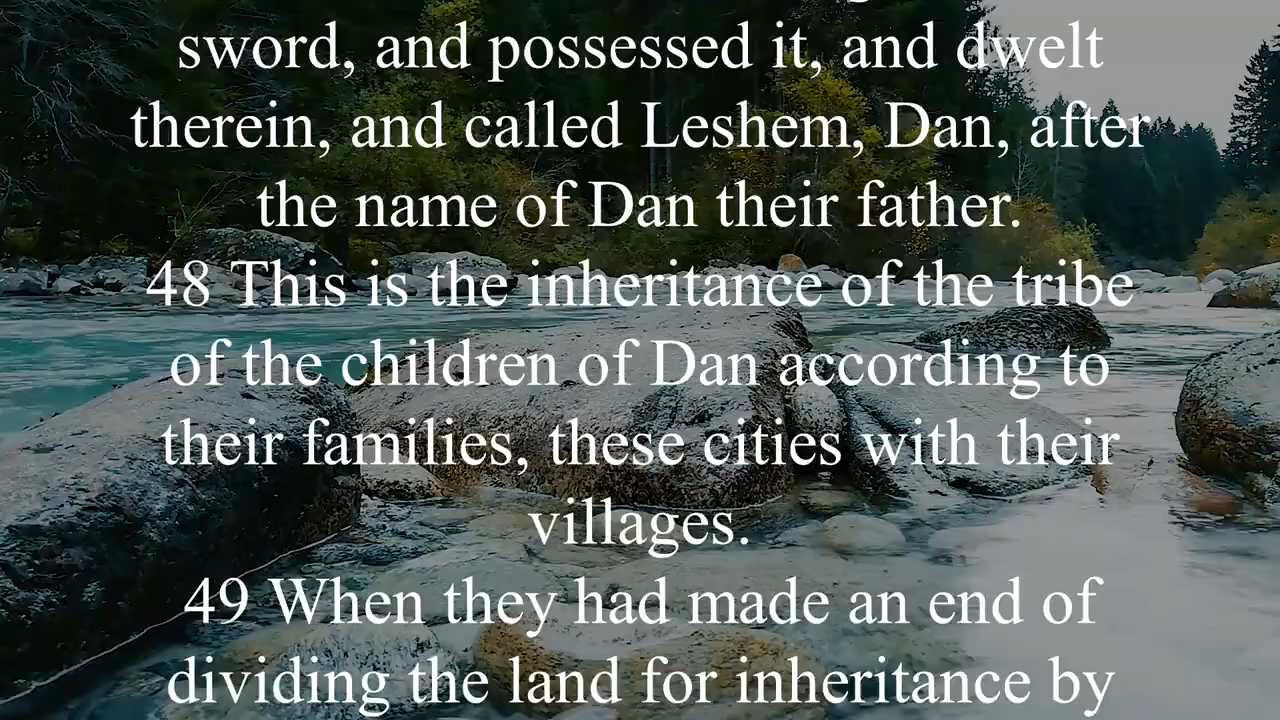 sword, and possessed it, and dwelt
therein, and called Leshem, Dan, after
the name of Dan their father.
48 This is the inheritance of the tribe
of the children of Dan according to
their families, these cities with their
villages.
49 When they had made an end of
dividing the land for inheritance by